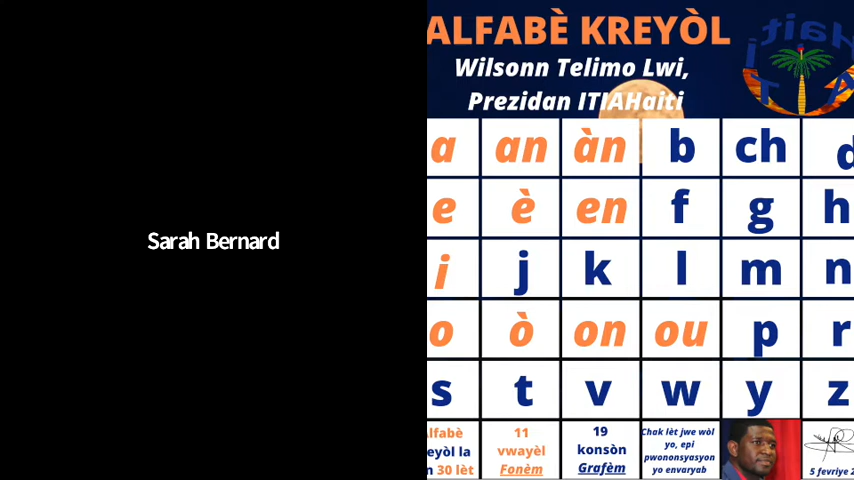 Sarah Bernard
ALFABÈ KREYÒL
Wilsonn Telimo Lwi,
Prezidan ITIAHaiti
a an àn b ch d
e è en f g h
i j k l m n
o ò on ou p r
s t v w y z
lfabè
eyòl la
n 30 lèt
11
vwayèl
Fonèm
19
konsòn
Grafèm
Chak lèt jwe wòl
yo, epi
pwononsyasyon
yo envaryab
5 fevriye 2